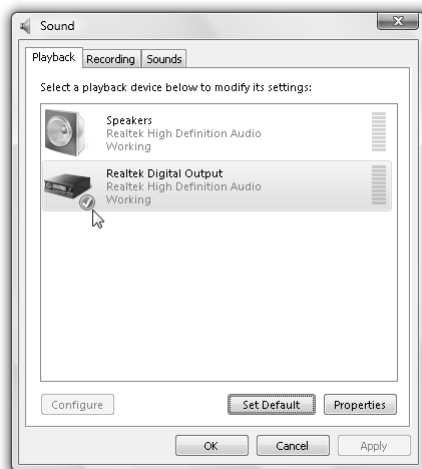 Sound
Playback Recording Sounds
Select a playback device below to modify its settings:
Speakers
Realtek High Definition Audio
Working
Realtek Digital Output
Realtek High Definition Audio
Working
Configure Set Default Properties
OK Cancel Apply